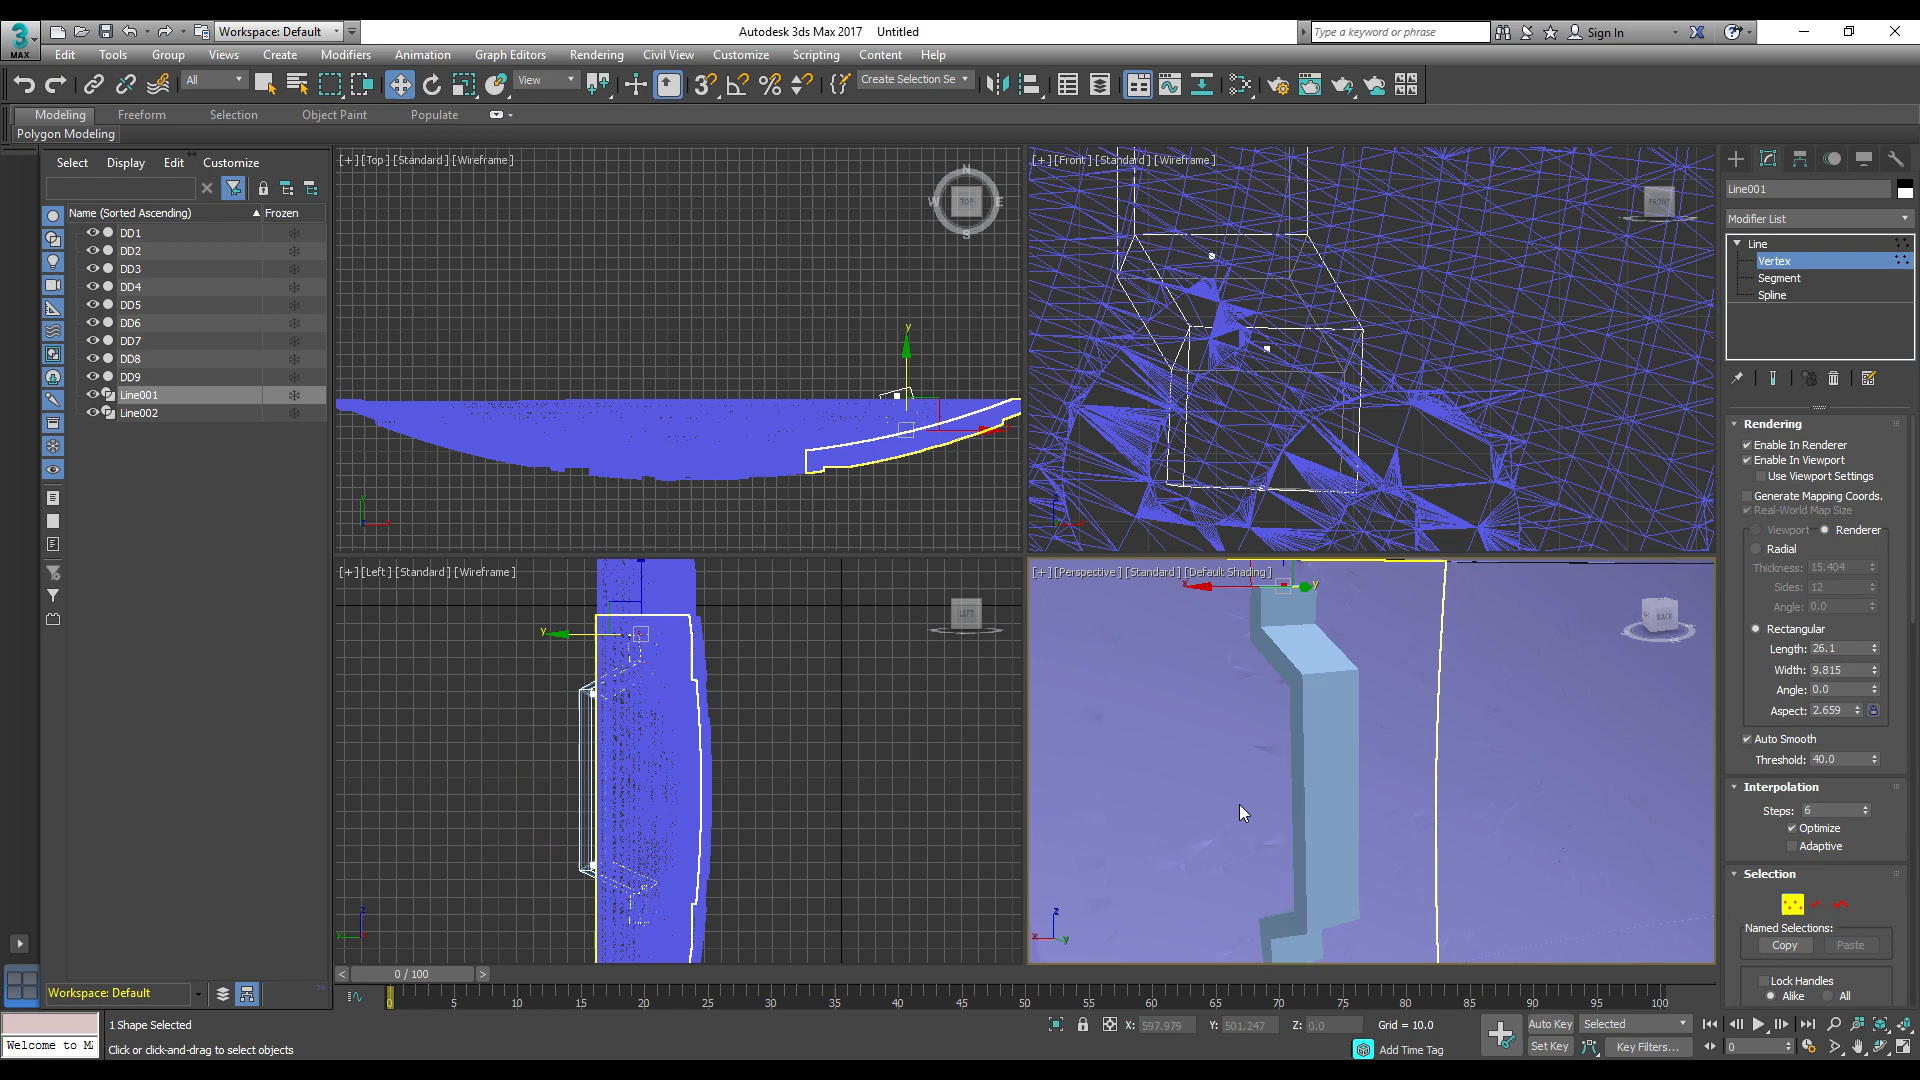 3
MAX
Workspace: Default
Autodesk 3ds Max 2017 Untitled
Type a keyword or phrase
Sign In
Edit Tools Group Views Create Modifiers Animation Graph Editors Rendering Civil View Customize Scripting Content Help
All
View
Create Selection Se
Modeling Freeform Selection Object Paint Populate
Polygon Modeling
Select Display Edit Customize
Name (Sorted Ascending) Frozen
DD1
DD2
DD3
DD4
DD5
DD6
DD7
DD8
DD9
Line001
Line002
Workspace: Default
[+] [Top] [Standard] [Wireframe]
N
W TOP E
S
y
[+] [Front] [Standard] [Wireframe]
FRONT
[+] [Left] [Standard] [Wireframe]
LEFT
y
z
y
[+] [Perspective] [Standard] [Default Shading]
x y
BACK
z
x y
Line001
Modifier List
Line
Vertex
Segment
Spline
Rendering
Enable In Renderer
Enable In Viewport
Use Viewport Settings
Generate Mapping Coords.
Real-World Map Size
Viewport Renderer
Radial
Thickness: 15.404
Sides: 12
Angle: 0.0
Rectangular
Length: 26.1
Width: 9.815
Angle: 0.0
Aspect: 2.659
Auto Smooth
Threshold: 40.0
Interpolation
Steps: 6
Optimize
Adaptive
Selection
Named Selections:
Copy Paste
Lock Handles
Alike All
< 0 / 100 >
0 5 10 15 20 25 30 35 40 45 50 55 60 65 70 75 80 85 90 95 100
1 Shape Selected
Welcome to M
Click or click-and-drag to select objects
X: 597.979 Y: 501.247 Z: 0.0 Grid = 10.0
Add Time Tag
Auto Key Selected
Set Key Key Filters...
0